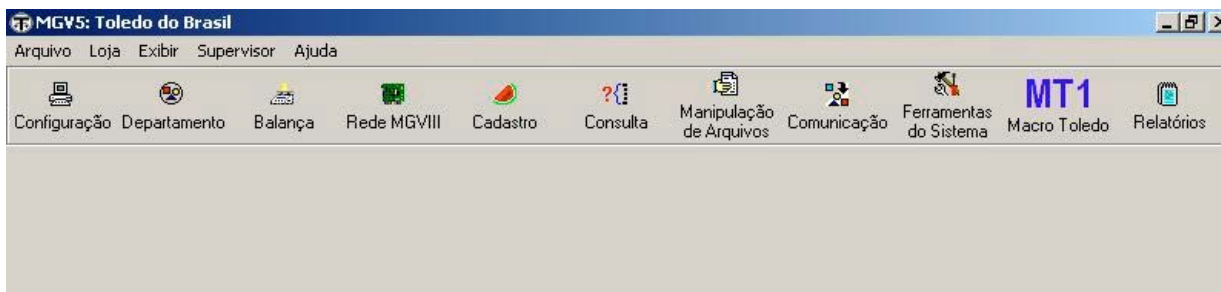 MGV5: Toledo do Brasil
Arquivo Loja Exibir Supervisor Ajuda
Configuração Departamento Balança Rede MGVIII Cadastro ?{ Consulta Manipulação de Arquivos Comunicação Ferramentas do Sistema MT1 Macro Toledo Relatórios